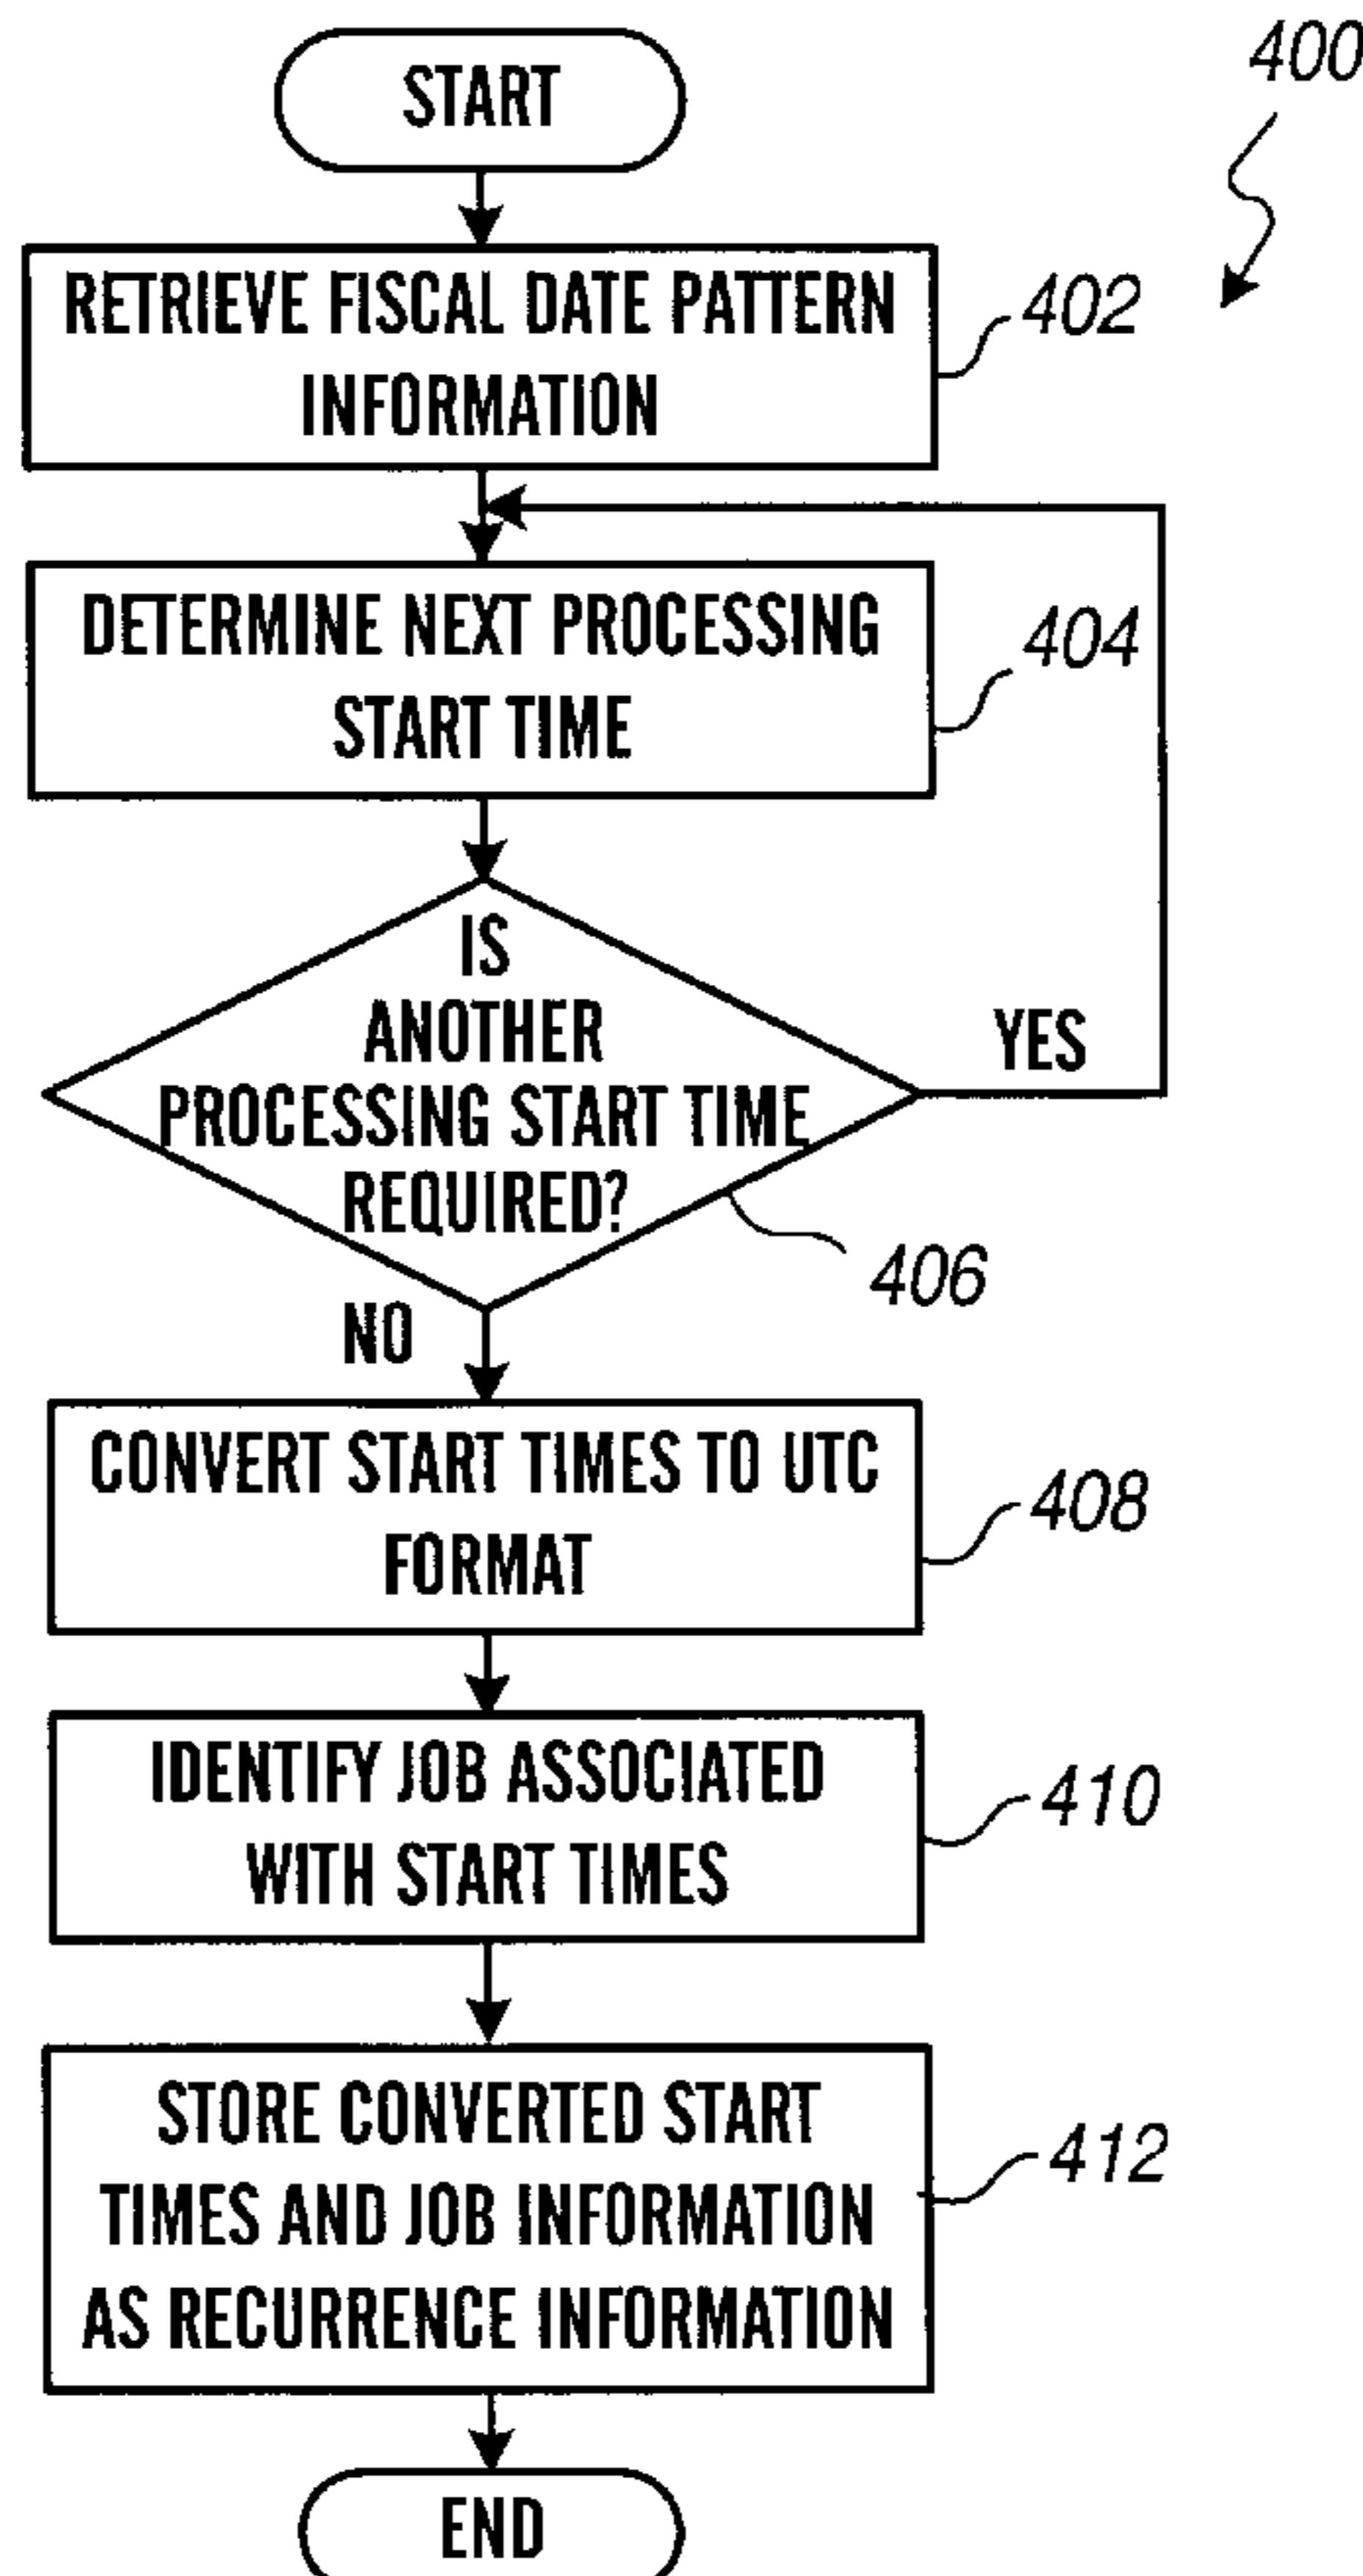 START
400
RETRIEVE FISCAL DATE PATTERN
INFORMATION
402
DETERMINE NEXT PROCESSING
START TIME
404
IS
ANOTHER
PROCESSING START TIME
REQUIRED?
YES
406
NO
CONVERT START TIMES TO UTC
FORMAT
408
IDENTIFY JOB ASSOCIATED
WITH START TIMES
410
STORE CONVERTED START
TIMES AND JOB INFORMATION
AS RECURRENCE INFORMATION
412
END